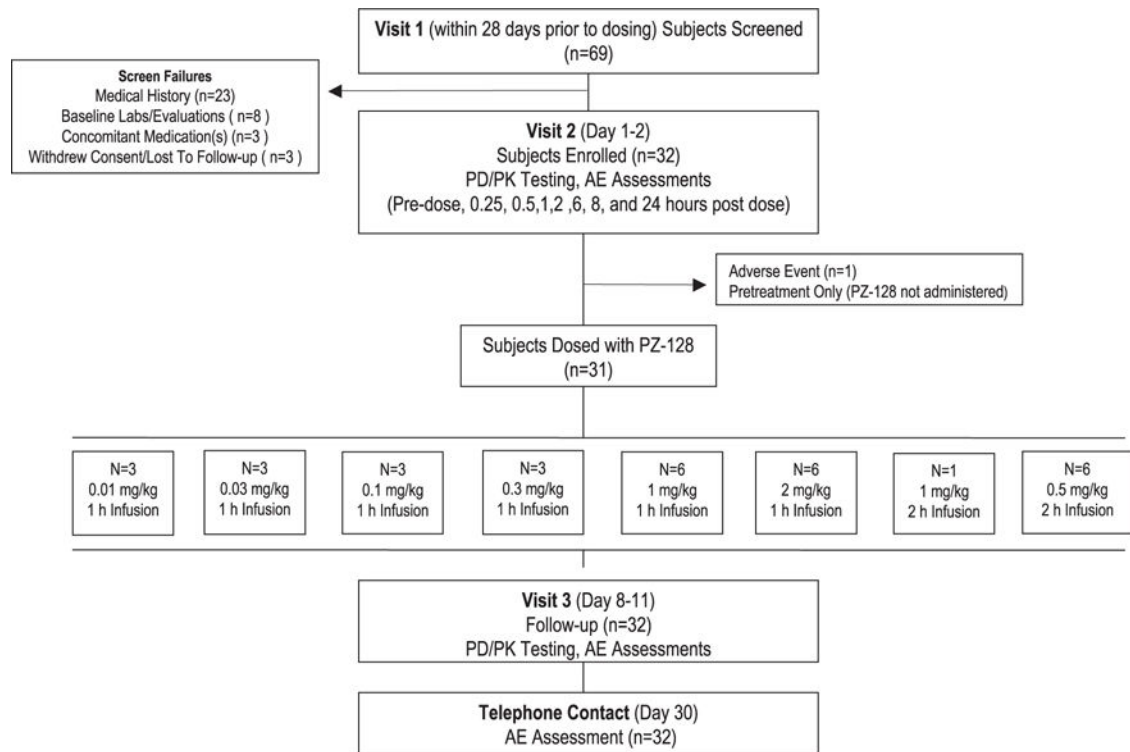 Visit 1 (within 28 days prior to dosing) Subjects Screened
(n=69)
Screen Failures
Medical History (n=23)
Baseline Labs/Evaluations ( n=8 )
Concomitant Medication(s) (n=3 )
Withdrew Consent/Lost To Follow-up ( n=3 )
Visit 2 (Day 1-2)
Subjects Enrolled (n=32)
PD/PK Testing, AE Assessments
(Pre-dose, 0.25, 0.5,1,2 ,6, 8, and 24 hours post dose)
Adverse Event (n=1)
Pretreatment Only (PZ-128 not administered)
Subjects Dosed with PZ-128
(n=31)
N=3
0.01 mg/kg
1 h Infusion
N=3
0.03 mg/kg
1 h Infusion
N=3
0.1 mg/kg
1 h Infusion
N=3
0.3 mg/kg
1 h Infusion
N=6
1 mg/kg
1 h Infusion
N=6
2 mg/kg
1 h Infusion
N=1
1 mg/kg
2 h Infusion
N=6
0.5 mg/kg
2 h Infusion
Visit 3 (Day 8-11)
Follow-up (n=32)
PD/PK Testing, AE Assessments
Telephone Contact (Day 30)
AE Assessment (n=32)